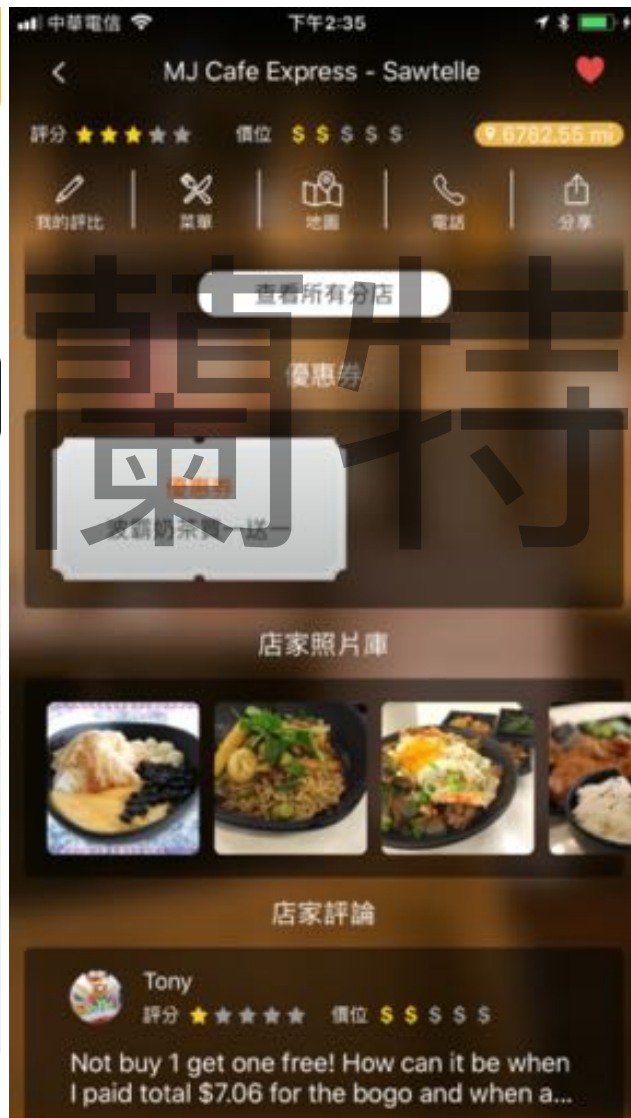 中華電信
下午2:35
MJ Cafe Express - Sawtelle
評分
價位 $ $ $ $ $
6782.55 mi
我的評比
菜單
地圖
電話
分享
查看所有分店
蘭特
優惠券
優惠券
波霸奶茶買一送一
店家照片庫
店家評論
Tony
評分
價位 $ $ $ $ $
Not buy 1 get one free! How can it be when
I paid total $7.06 for the bogo and when a...